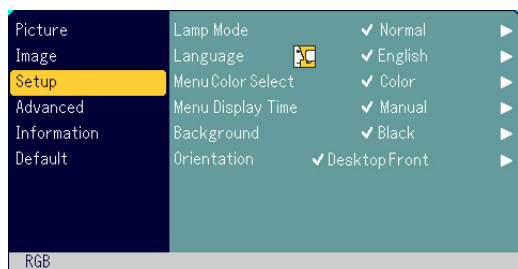 Picture
Image
Setup
Advanced
Information
Default
Lamp Mode ✓ Normal
Language ✓ English
Menu Color Select ✓ Color
Menu Display Time ✓ Manual
Background ✓ Black
Orientation ✓ Desktop Front
RGB